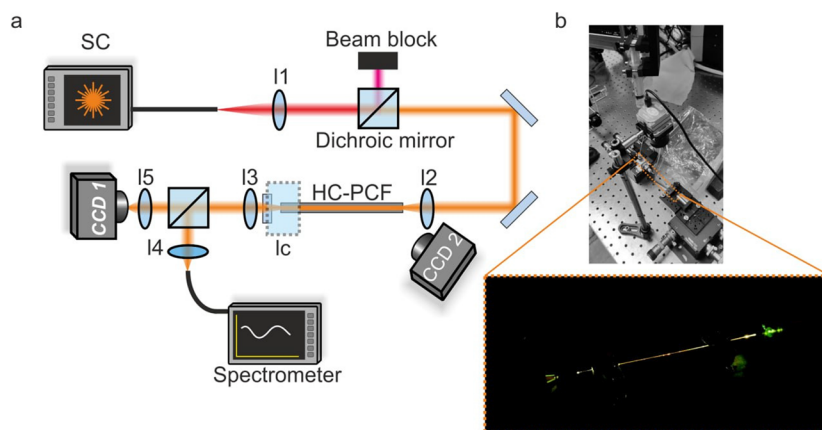 a
b
SC
Beam block
l1
Dichroic mirror
l5
l3
HC-PCF
l2
CCD 1
l4
lc
CCD 2
Spectrometer